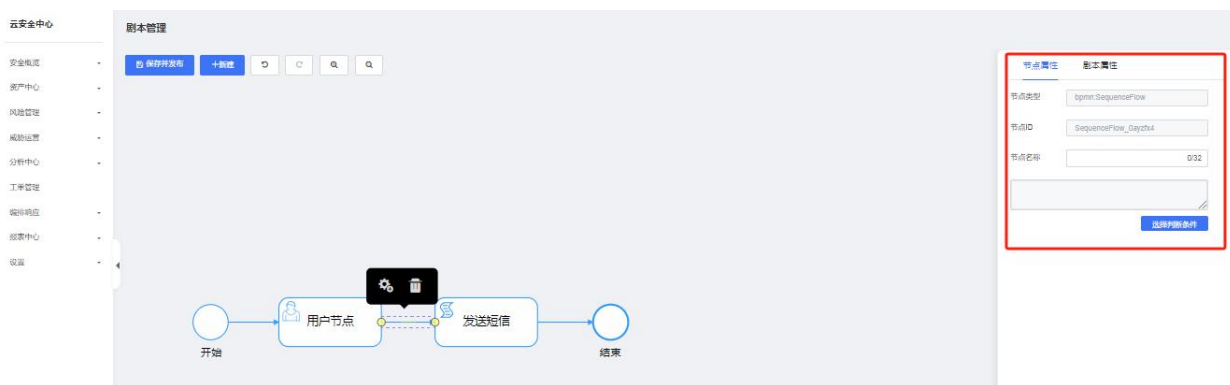 云安全中心
剧本管理
安全概览
资产中心
风险管理
威胁运营
分析中心
工单管理
编排响应
报表中心
设置
保存并发布
+新建
节点属性
剧本属性
节点类型
bpmn:SequenceFlow
节点ID
SequenceFlow_0ayzfx4
节点名称
0/32
选择判断条件
用户节点
发送短信
开始
结束